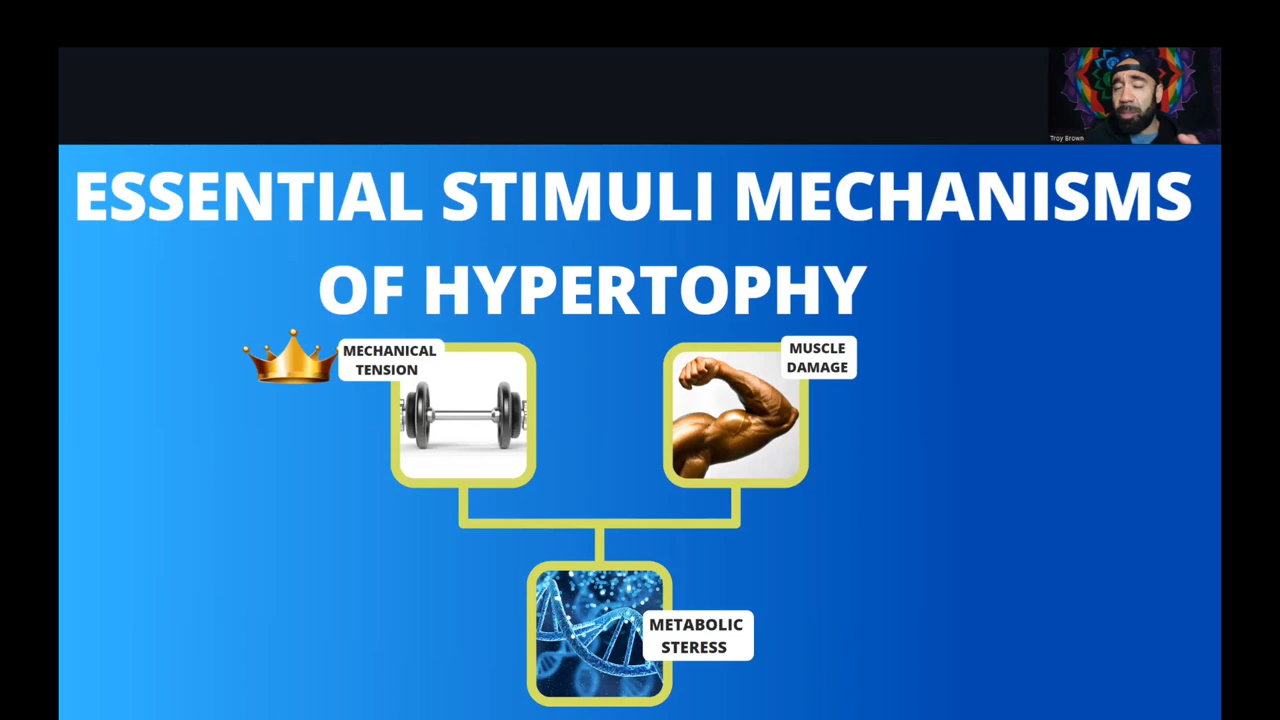 Troy Brown
ESSENTIAL STIMULI MECHANISMS
OF HYPERTOPHY
MECHANICAL
TENSION
MUSCLE
DAMAGE
METABOLIC
STERESS